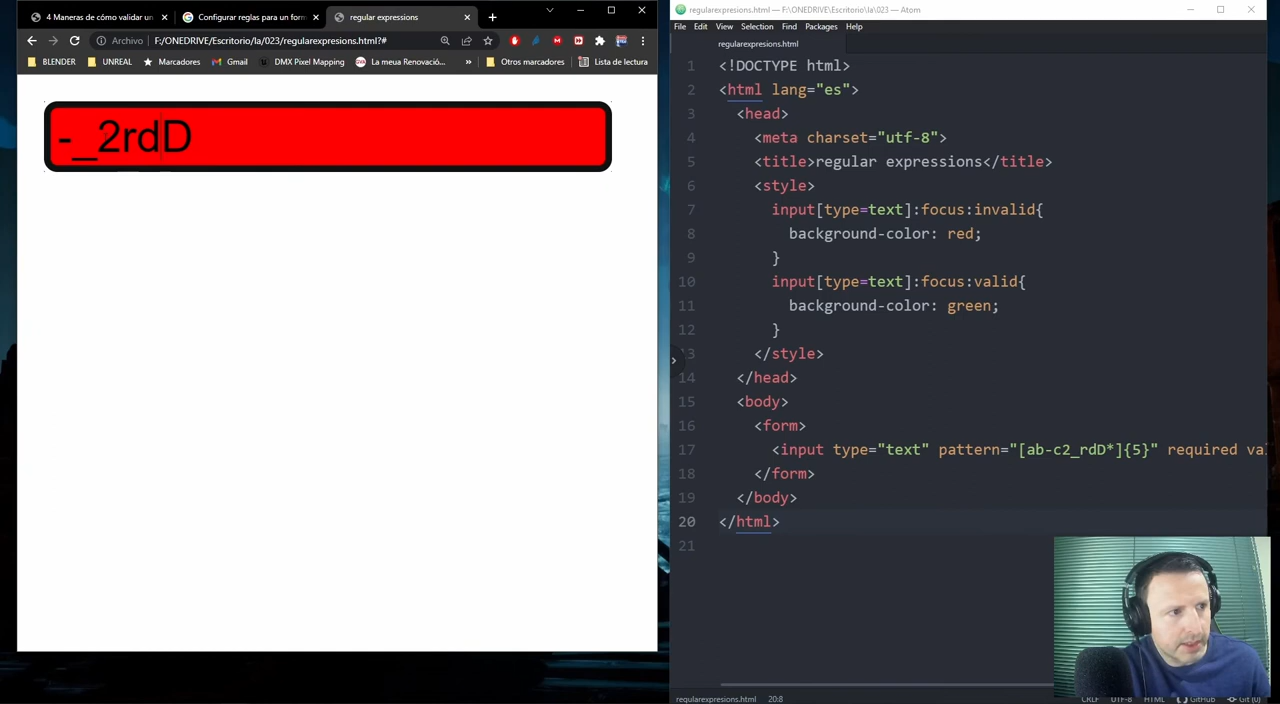 4 Maneras de cómo validar un
Configurar reglas para un form
regular expressions
Archivo
F:/ONEDRIVE/Escritorio/Ia/023/regularexpresions.html?#
BLENDER
UNREAL
Marcadores
Gmail
DMX Pixel Mapping
La meua Renovació...
»
Otros marcadores
Lista de lectura
-_2rdD
regularexpresions.html — F:\ONEDRIVE\Escritorio\Ia\023 — Atom
File Edit View Selection Find Packages Help
regularexpresions.html
1 <!DOCTYPE html>
2 <html lang="es">
3 <head>
4 <meta charset="utf-8">
5 <title>regular expressions</title>
6 <style>
7 input[type=text]:focus:invalid{
8 background-color: red;
9 }
10 input[type=text]:focus:valid{
11 background-color: green;
12 }
13 </style>
14 </head>
15 <body>
16 <form>
17 <input type="text" pattern="[ab-c2_rdD*]{5}" required va
18 </form>
19 </body>
20 </html>
21
regularexpresions.html 20:8
CRLF UTF-8 HTML GitHub Git (0)